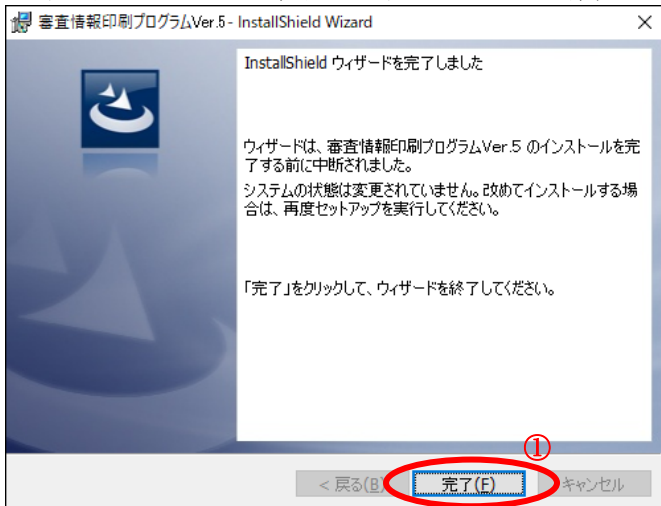 審査情報印刷プログラムVer.5 - InstallShield Wizard
InstallShield ウィザードを完了しました
ウィザードは、審査情報印刷プログラムVer.5 のインストールを完
了する前に中断されました。
システムの状態は変更されていません。改めてインストールする場
合は、再度セットアップを実行してください。
「完了」をクリックして、ウィザードを終了してください。
①
< 戻る(B)
完了(F)
キャンセル